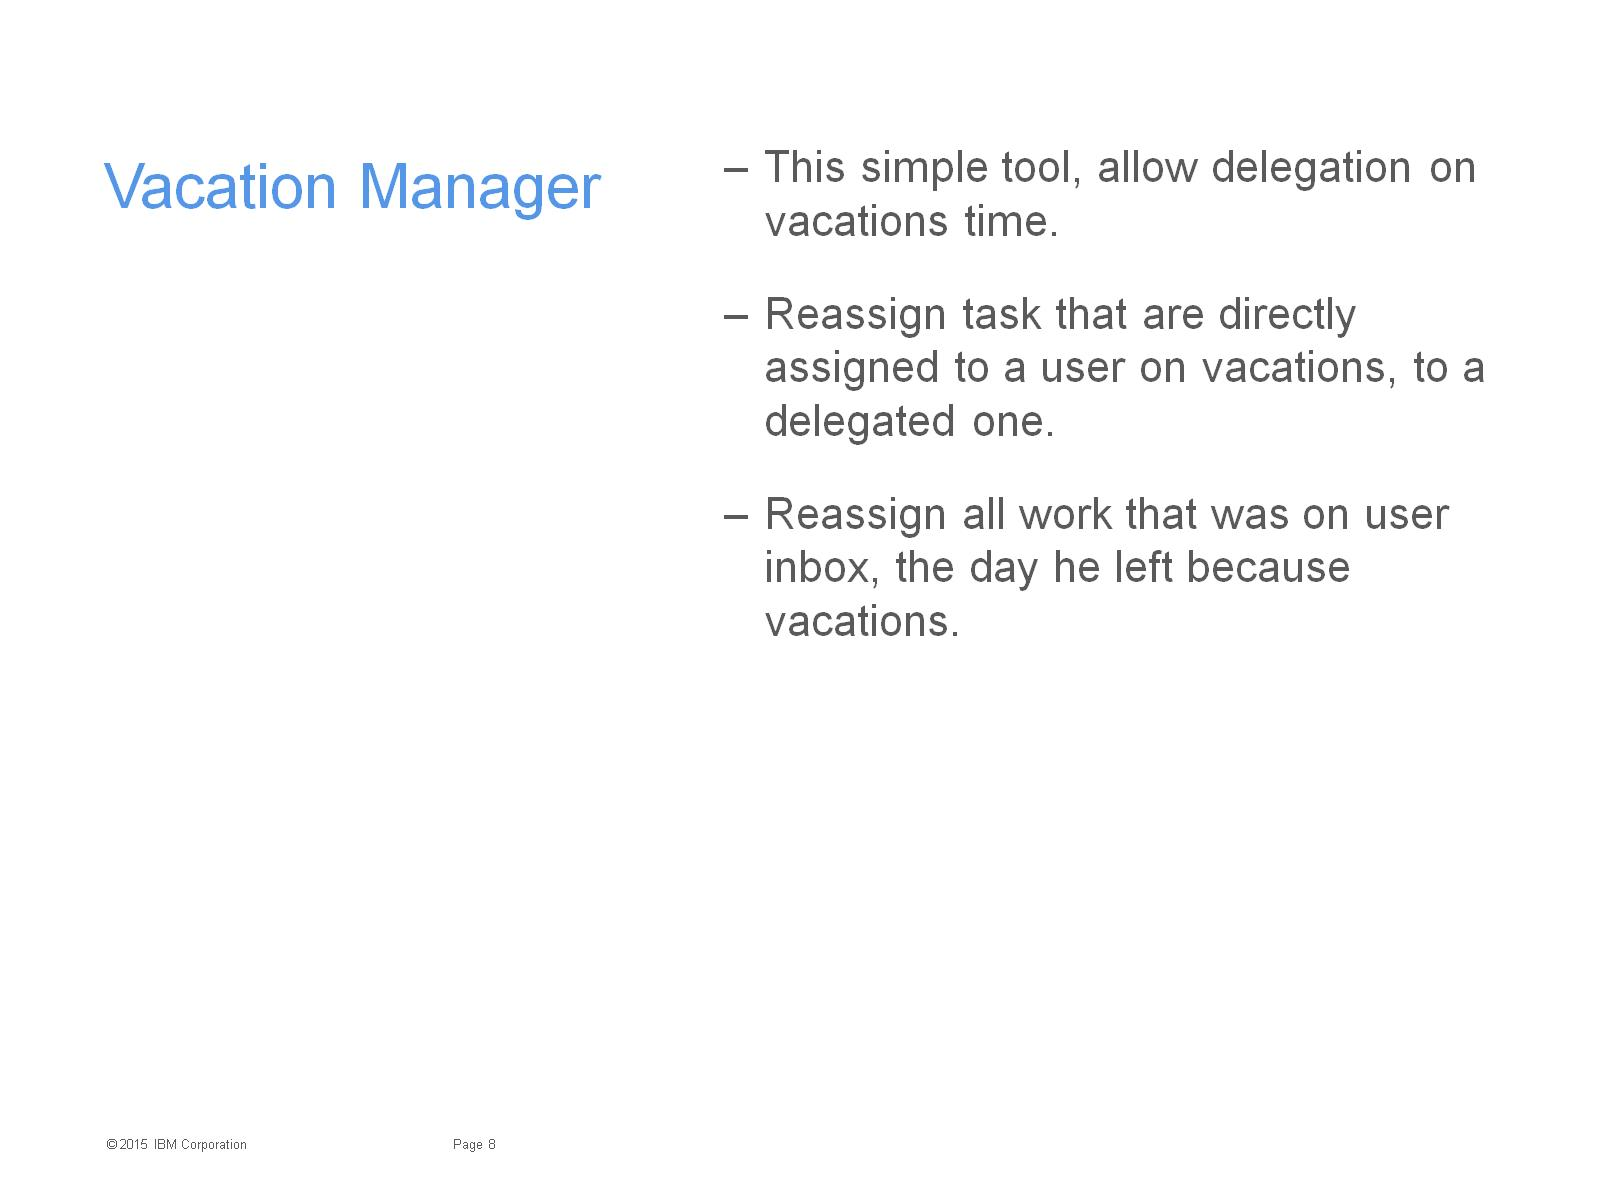 Vacation Manager
– This simple tool, allow delegation on
vacations time.
– Reassign task that are directly
assigned to a user on vacations, to a
delegated one.
– Reassign all work that was on user
inbox, the day he left because
vacations.
©2015 IBM Corporation
Page 8